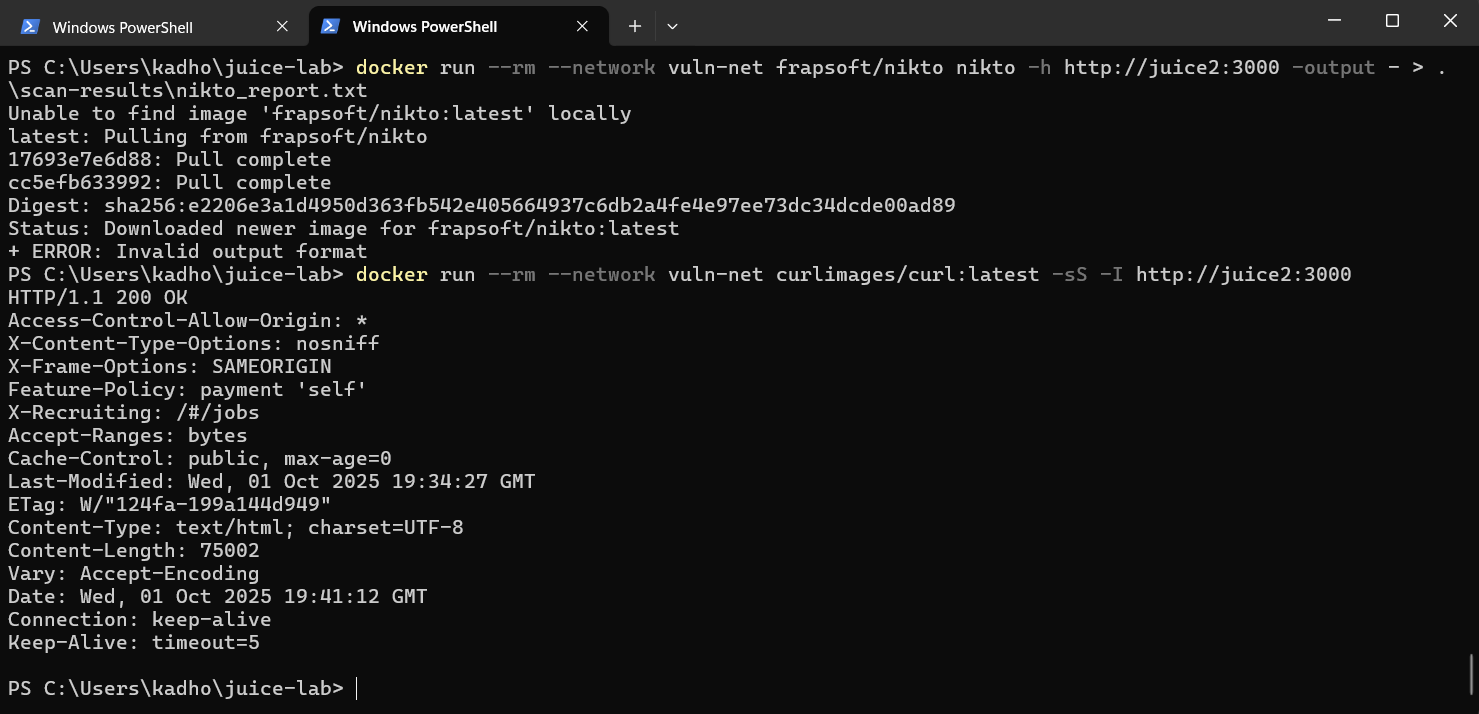 Windows PowerShell
Windows PowerShell
PS C:\Users\kadho\juice-lab> docker run --rm --network vuln-net frapsoft/nikto nikto -h http://juice2:3000 -output - > .
\scan-results\nikto_report.txt
Unable to find image 'frapsoft/nikto:latest' locally
latest: Pulling from frapsoft/nikto
17693e7e6d88: Pull complete
cc5efb633992: Pull complete
Digest: sha256:e2206e3a1d4950d363fb542e405664937c6db2a4fe4e97ee73dc34dcde00ad89
Status: Downloaded newer image for frapsoft/nikto:latest
+ ERROR: Invalid output format
PS C:\Users\kadho\juice-lab> docker run --rm --network vuln-net curlimages/curl:latest -sS -I http://juice2:3000
HTTP/1.1 200 OK
Access-Control-Allow-Origin: *
X-Content-Type-Options: nosniff
X-Frame-Options: SAMEORIGIN
Feature-Policy: payment 'self'
X-Recruiting: /#/jobs
Accept-Ranges: bytes
Cache-Control: public, max-age=0
Last-Modified: Wed, 01 Oct 2025 19:34:27 GMT
ETag: W/"124fa-199a144d949"
Content-Type: text/html; charset=UTF-8
Content-Length: 75002
Vary: Accept-Encoding
Date: Wed, 01 Oct 2025 19:41:12 GMT
Connection: keep-alive
Keep-Alive: timeout=5
PS C:\Users\kadho\juice-lab>